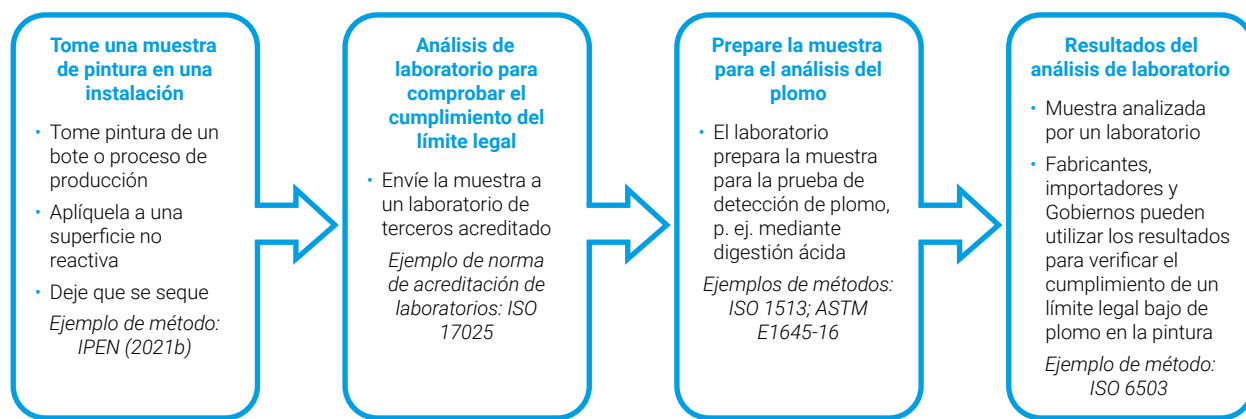 Tome una muestra
de pintura en una
instalación
• Tome pintura de un
bote o proceso de
producción
• Aplíquela a una
superficie no
reactiva
• Deje que se seque
Ejemplo de método:
IPEN (2021b)
Análisis de
laboratorio para
comprobar el
cumplimiento del
límite legal
• Envíe la muestra a
un laboratorio de
terceros acreditado
Ejemplo de norma
de acreditación de
laboratorios: ISO
17025
Prepare la muestra
para el análisis del
plomo
• El laboratorio
prepara la muestra
para la prueba de
detección de plomo,
p. ej. mediante
digestión ácida
Ejemplos de métodos:
ISO 1513; ASTM
E1645-16
Resultados del
análisis de laboratorio
• Muestra analizada
por un laboratorio
• Fabricantes,
importadores y
Gobiernos pueden
utilizar los resultados
para verificar el
cumplimiento de un
límite legal bajo de
plomo en la pintura
Ejemplo de método:
ISO 6503